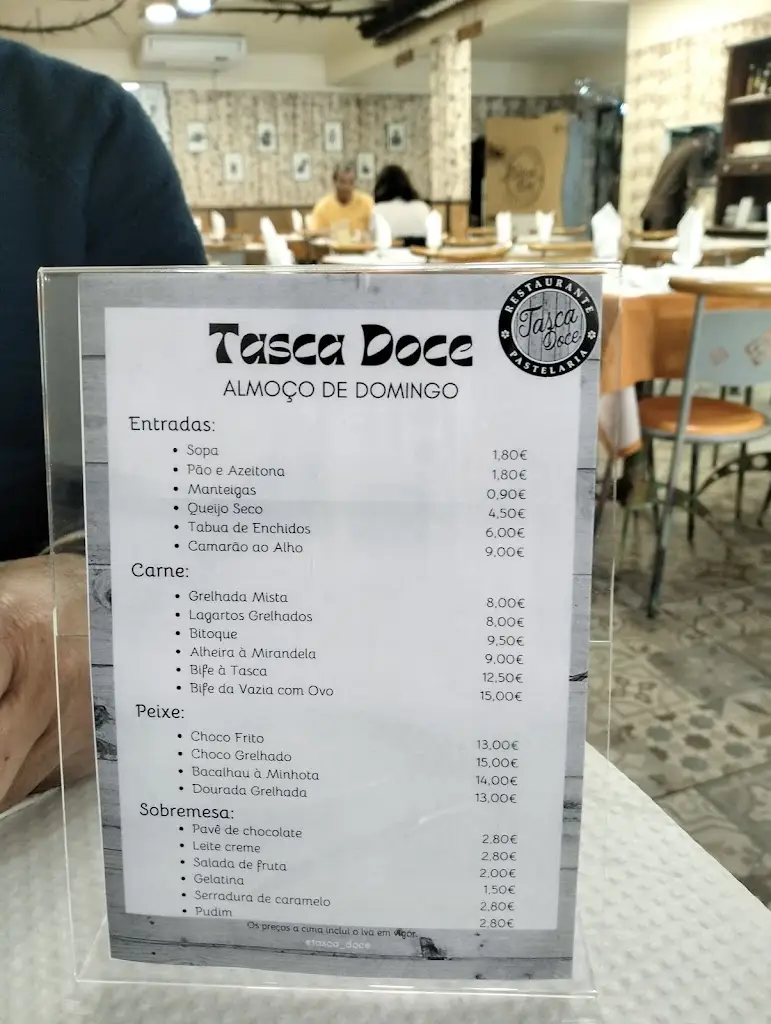 Tasca Doce
RESTAURANTE
Tasca
Doce
PASTELARIA
ALMOÇO DE DOMINGO
Entradas:
• Sopa 1,80€
• Pão e Azeitona 1,80€
• Manteigas 0,90€
• Queijo Seco 4,50€
• Tabua de Enchidos 6,00€
• Camarão ao Alho 9,00€
Carne:
• Grelhada Mista 8,00€
• Lagartos Grelhados 8,00€
• Bitoque 9,50€
• Alheira à Mirandela 9,00€
• Bife à Tasca 12,50€
• Bife da Vazia com Ovo 15,00€
Peixe:
• Choco Frito 13,00€
• Choco Grelhado 15,00€
• Bacalhau à Minhota 14,00€
• Dourada Grelhada 13,00€
Sobremesa:
• Pavê de chocolate 2,80€
• Leite creme 2,80€
• Salada de fruta 2,00€
• Gelatina 1,50€
• Serradura de caramelo 2,80€
• Pudim 2,80€
Os preços a cima inclui o iva em vigor.
@tasca_doce